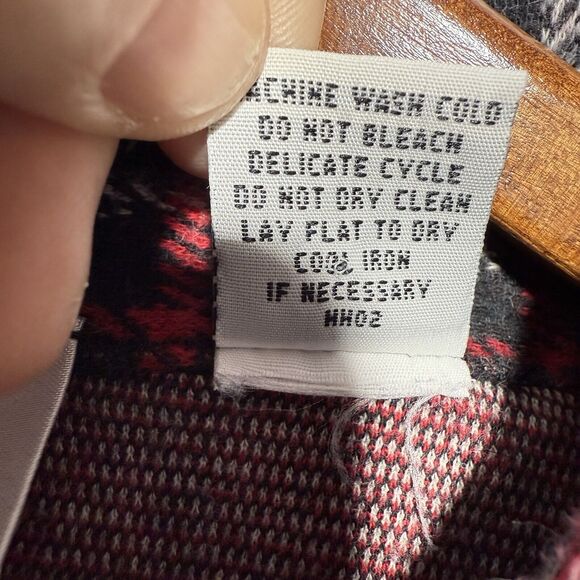 MACHINE WASH COLD
DO NOT BLEACH
DELICATE CYCLE
DO NOT DRY CLEAN
LAY FLAT TO DRY
COOL IRON
IF NECESSARY
HH02